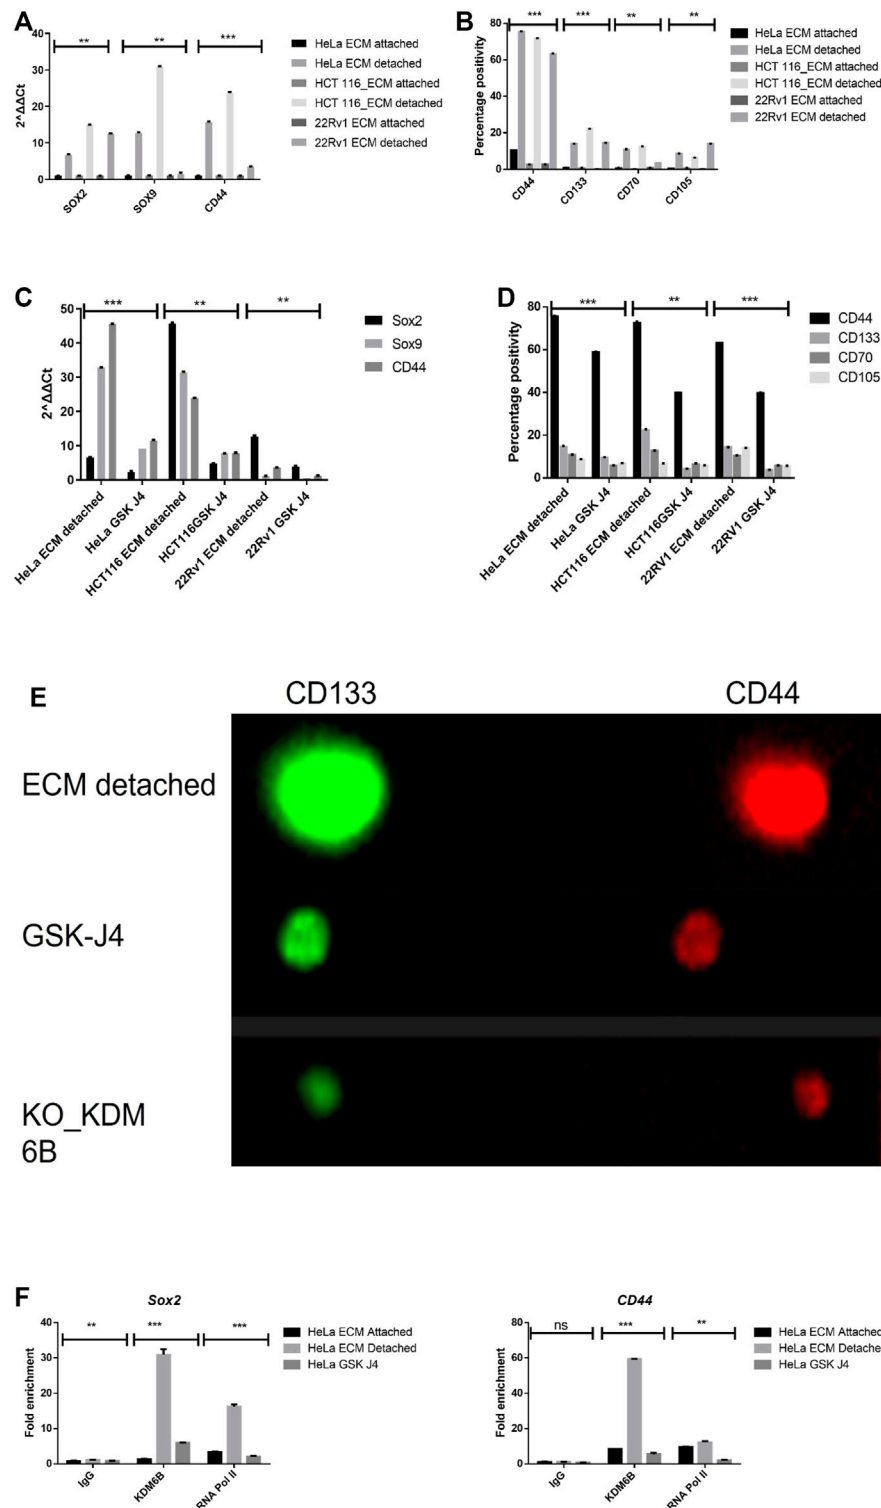 A
** ** ***
2^ΔΔCt
40
30
20
10
0
SOX2 SOX9 CD44
HeLa ECM attached
HeLa ECM detached
HCT 116_ECM attached
HCT 116_ECM detached
22Rv1 ECM attached
22Rv1 ECM detached
B
*** *** ** **
Percentage positivity
80
60
40
20
0
CD44 CD133 CD70 CD105
HeLa ECM attached
HeLa ECM detached
HCT 116_ECM attached
HCT 116_ECM detached
22Rv1 ECM attached
22Rv1 ECM detached
C
*** ** **
2^ΔΔCt
50
40
30
20
10
0
HeLa ECM detached
HeLa GSK J4
HCT116 ECM detached
HCT116GSK J4
22Rv1 ECM detached
22Rv1 GSK J4
Sox2
Sox9
CD44
D
*** ** ***
Percentage positivity
80
60
40
20
0
HeLa ECM detached
HeLa GSK J4
HCT116 ECM detached
HCT116GSK J4
22RV1 ECM detached
22RV1 GSK J4
CD44
CD133
CD70
CD105
E
CD133 CD44
ECM detached
GSK-J4
KO_KDM
6B
F
Sox2
** *** ***
Fold enrichment
40
30
20
10
0
IgG KDM6B RNA Pol II
HeLa ECM Attached
HeLa ECM Detached
HeLa GSK J4
CD44
ns *** **
Fold enrichment
80
60
40
20
0
IgG KDM6B RNA Pol II
HeLa ECM Attached
HeLa ECM Detache
HeLa GSK J4